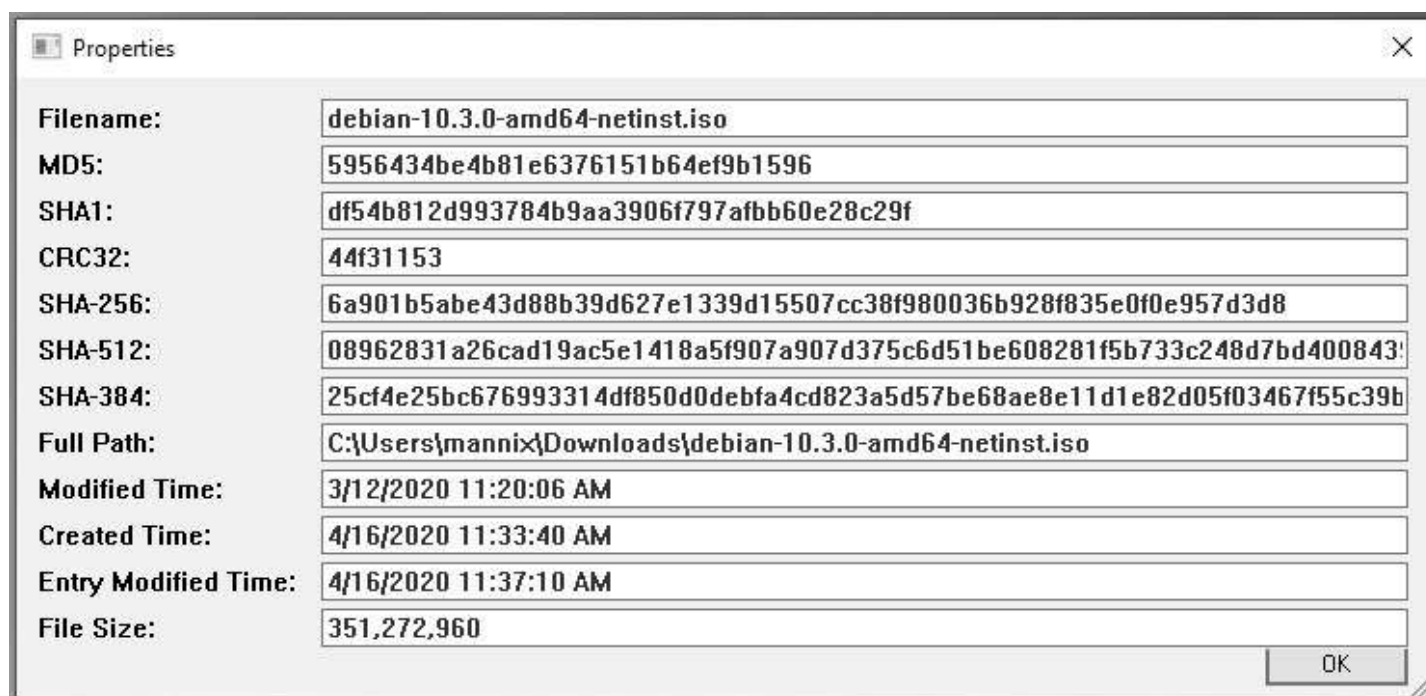 Properties
Filename: debian-10.3.0-amd64-netinst.iso
MD5: 5956434be4b81e6376151b64ef9b1596
SHA1: df54b812d993784b9aa3906f797afbb60e28c29f
CRC32: 44f31153
SHA-256: 6a901b5abe43d88b39d627e1339d15507cc38f980036b928f835e0f0e957d3d8
SHA-512: 08962831a26cad19ac5e1418a5f907a907d375c6d51be608281f5b733c248d7bd4008439
SHA-384: 25cf4e25bc676993314df850d0debfa4cd823a5d57be68ae8e11d1e82d05f03467f55c39b
Full Path: C:\Users\mannix\Downloads\debian-10.3.0-amd64-netinst.iso
Modified Time: 3/12/2020 11:20:06 AM
Created Time: 4/16/2020 11:33:40 AM
Entry Modified Time: 4/16/2020 11:37:10 AM
File Size: 351,272,960
OK